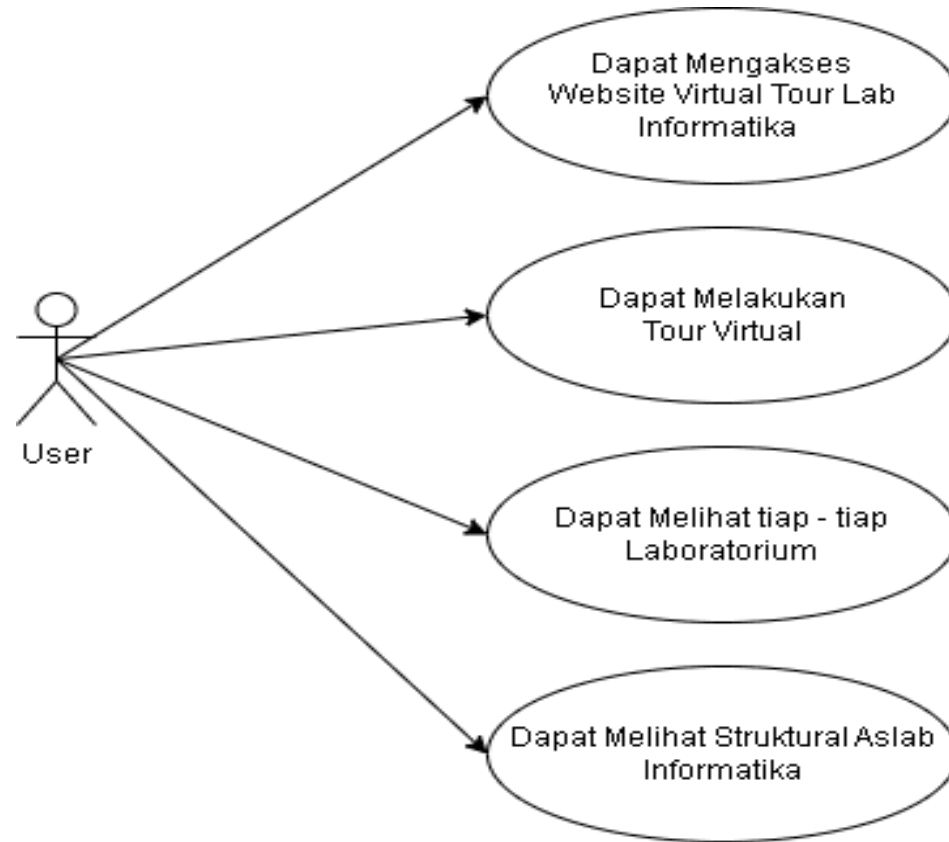 Dapat Mengakses
Website Virtual Tour Lab
Informatika
Dapat Melakukan
Tour Virtual
User
Dapat Melihat tiap - tiap
Laboratorium
Dapat Melihat Struktural Aslab
Informatika